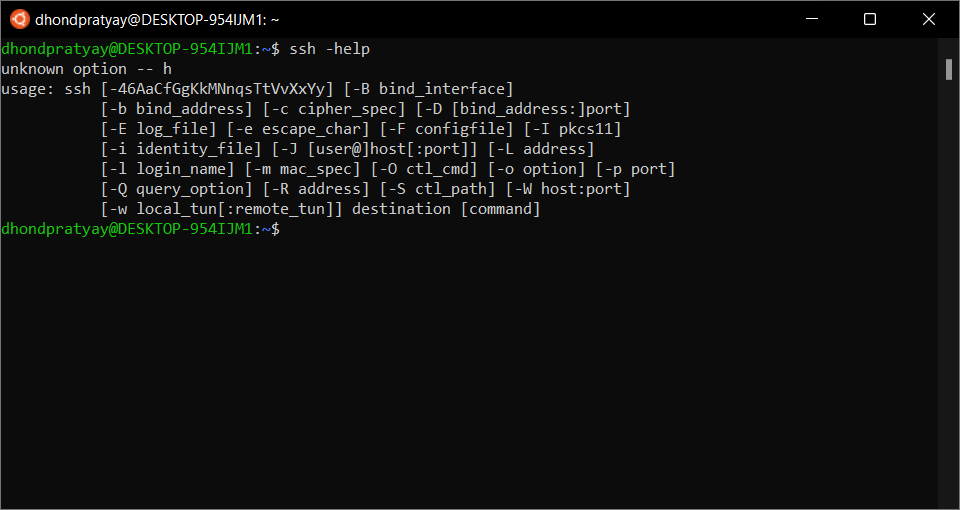 dhondpratyay@DESKTOP-954IJM1: ~
dhondpratyay@DESKTOP-954IJM1:~$ ssh -help
unknown option -- h
usage: ssh [-46AaCfGgKkMNnqsTtVvXxYy] [-B bind_interface]
           [-b bind_address] [-c cipher_spec] [-D [bind_address:]port]
           [-E log_file] [-e escape_char] [-F configfile] [-I pkcs11]
           [-i identity_file] [-J [user@]host[:port]] [-L address]
           [-l login_name] [-m mac_spec] [-O ctl_cmd] [-o option] [-p port]
           [-Q query_option] [-R address] [-S ctl_path] [-W host:port]
           [-w local_tun[:remote_tun]] destination [command]
dhondpratyay@DESKTOP-954IJM1:~$